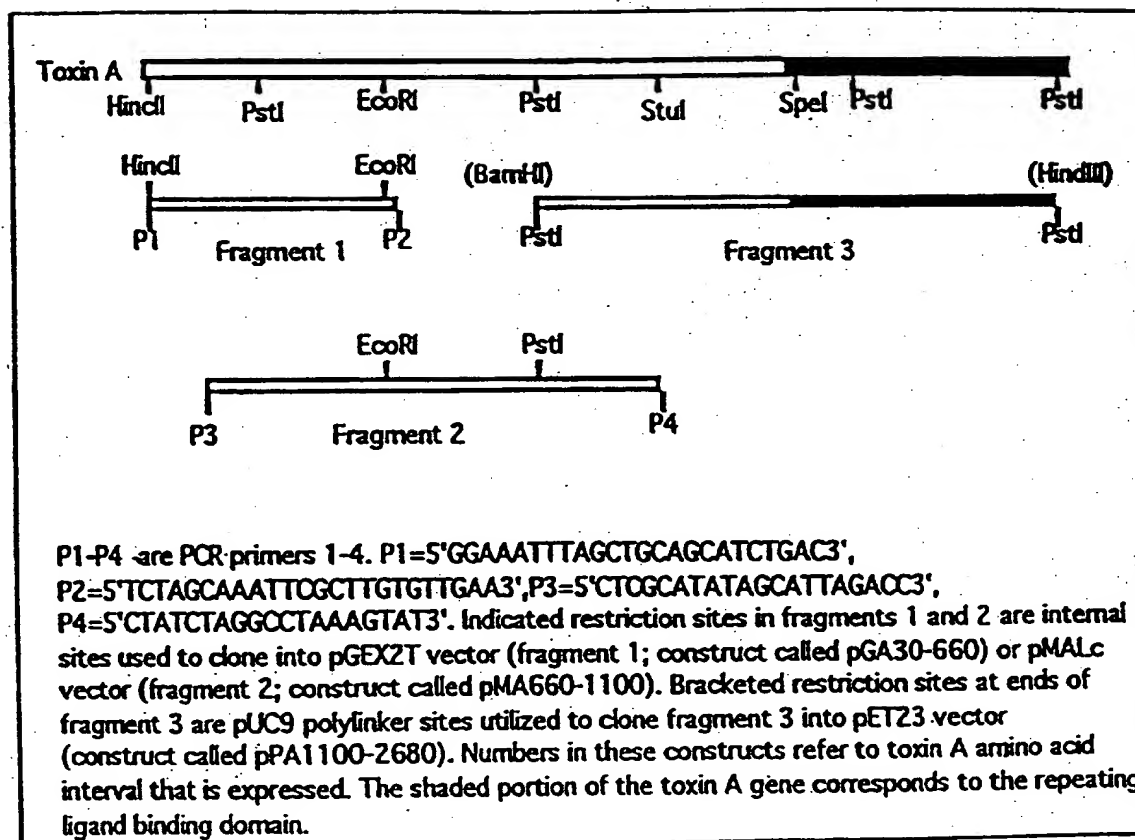 Toxin A
HincII PstI EcoRI PstI StuI SpeI PstI PstI
HincII EcoRI (BamHI) (HindIII)
P1 Fragment 1 P2 PstI Fragment 3 PstI
EcoRI PstI
P3 Fragment 2 P4
P1-P4 are PCR primers 1-4. P1=5'GGAAATTTAGCTGCAGCATCTGAC3',
P2=5'TCTAGCAAATTCGCTTGTGTTGAA3',P3=5'CTCGCATATAGCATTAGACC3',
P4=5'CTATCTAGGCCTAAAGTAT3'. Indicated restriction sites in fragments 1 and 2 are internal
sites used to clone into pGEX2T vector (fragment 1; construct called pGA30-660) or pMALc
vector (fragment 2; construct called pMA660-1100). Bracketed restriction sites at ends of
fragment 3 are pUC9 polylinker sites utilized to clone fragment 3 into pET23 vector
(construct called pPA1100-2680). Numbers in these constructs refer to toxin A amino acid
interval that is expressed. The shaded portion of the toxin A gene corresponds to the repeating
ligand binding domain.